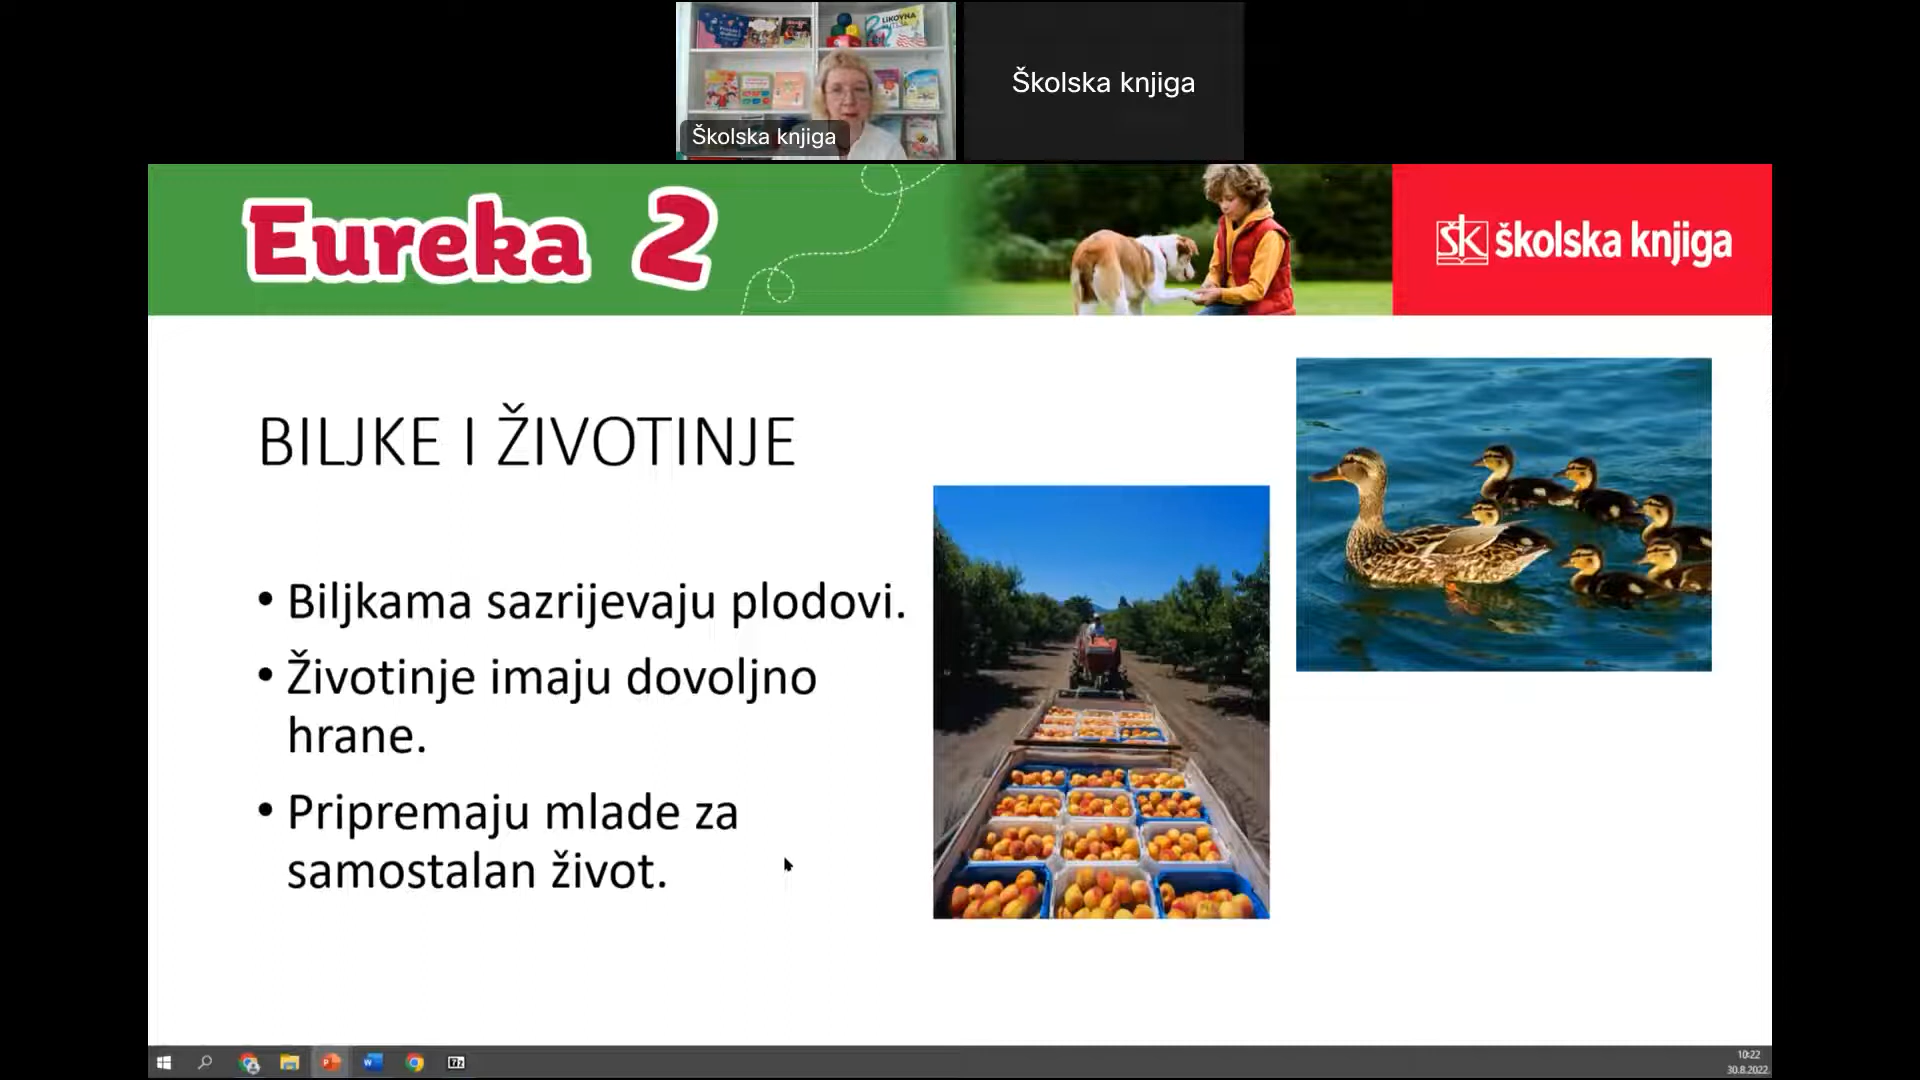 LIKOVNA
Školska knjiga
Školska knjiga
Eureka 2
ŠK školska knjiga
BILJKE I ŽIVOTINJE
• Biljkama sazrijevaju plodovi.
• Životinje imaju dovoljno
hrane.
• Pripremaju mlade za
samostalan život.
10:22
30.8.2022.